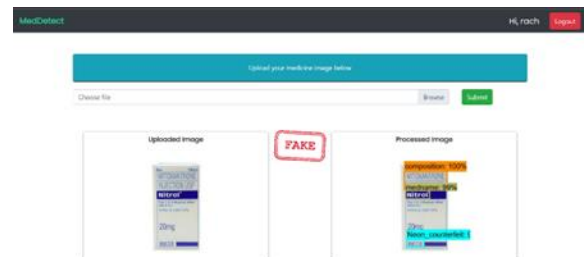 MedDetect
Hi, rach
Logout
Upload your medicine image below
Choose file
Browse
Submit
Uploaded Image
FAKE
Processed Image
Nitrol
20mg
composition: 100%
medname: 99%
Nitrol
20mg
Neon_counterfeit: 1